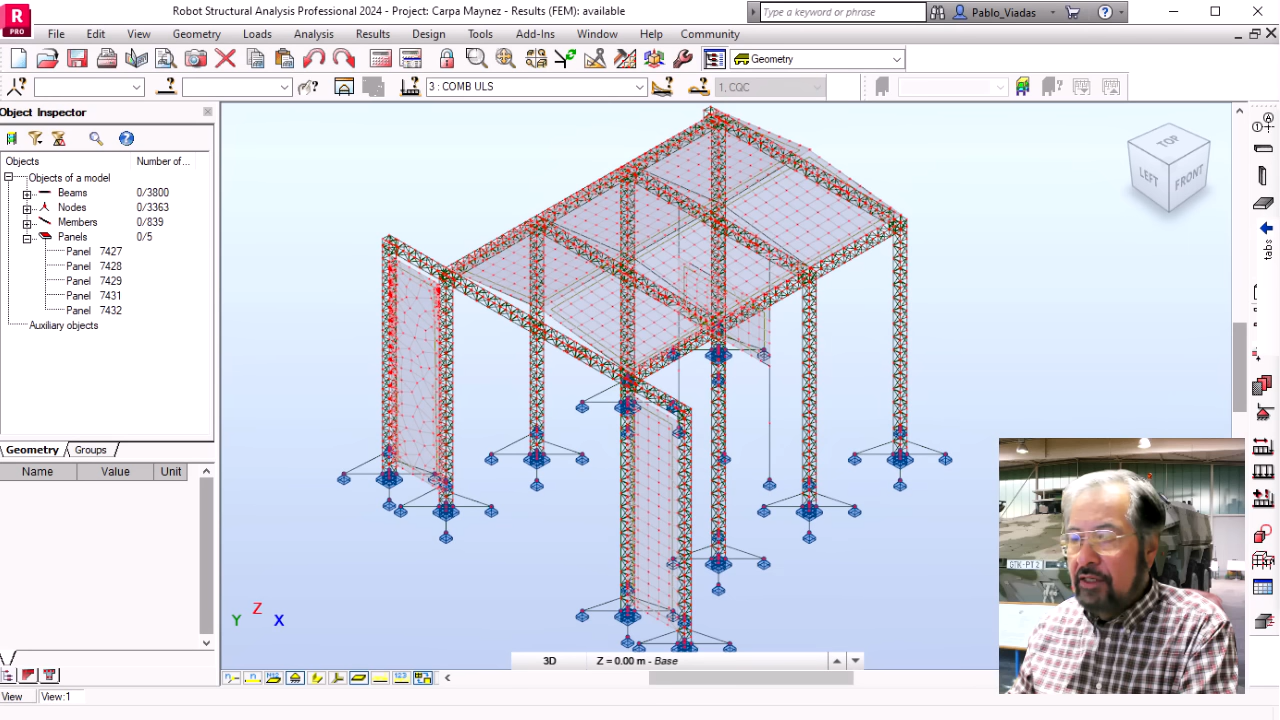 R
PRO
Robot Structural Analysis Professional 2024 - Project: Carpa Maynez - Results (FEM): available
Type a keyword or phrase
Pablo_Viadas
File Edit View Geometry Loads Analysis Results Design Tools Add-Ins Window Help Community
Geometry
3 : COMB ULS
1, CQC
Object Inspector
Objects Number of...
Objects of a model
Beams 0/3800
Nodes 0/3363
Members 0/839
Panels 0/5
Panel 7427
Panel 7428
Panel 7429
Panel 7431
Panel 7432
Auxiliary objects
Geometry Groups
Name Value Unit
TOP
LEFT
FRONT
tabs
GTK-PT 2
Z
Y X
3D Z = 0.00 m - Base
View View:1